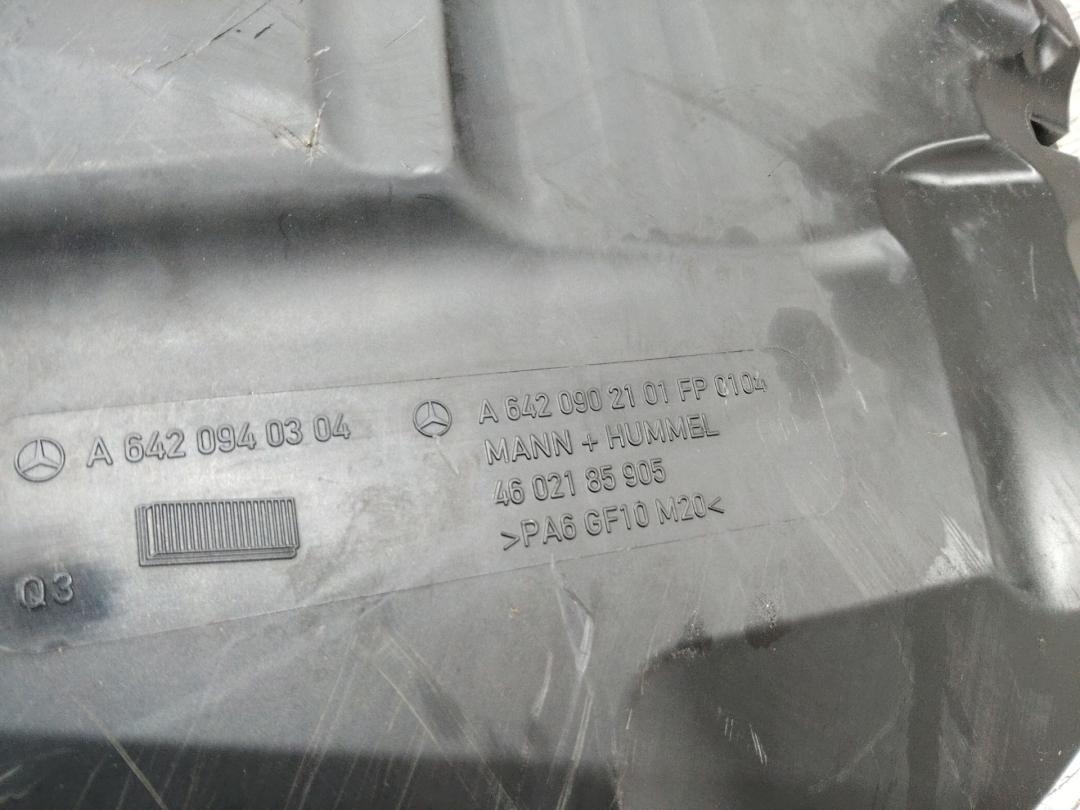 A 642 094 03 04
Q3
A 642 090 21 01 FP 0104
MANN + HUMMEL
46 021 85 905
>PA6 GF10 M20<